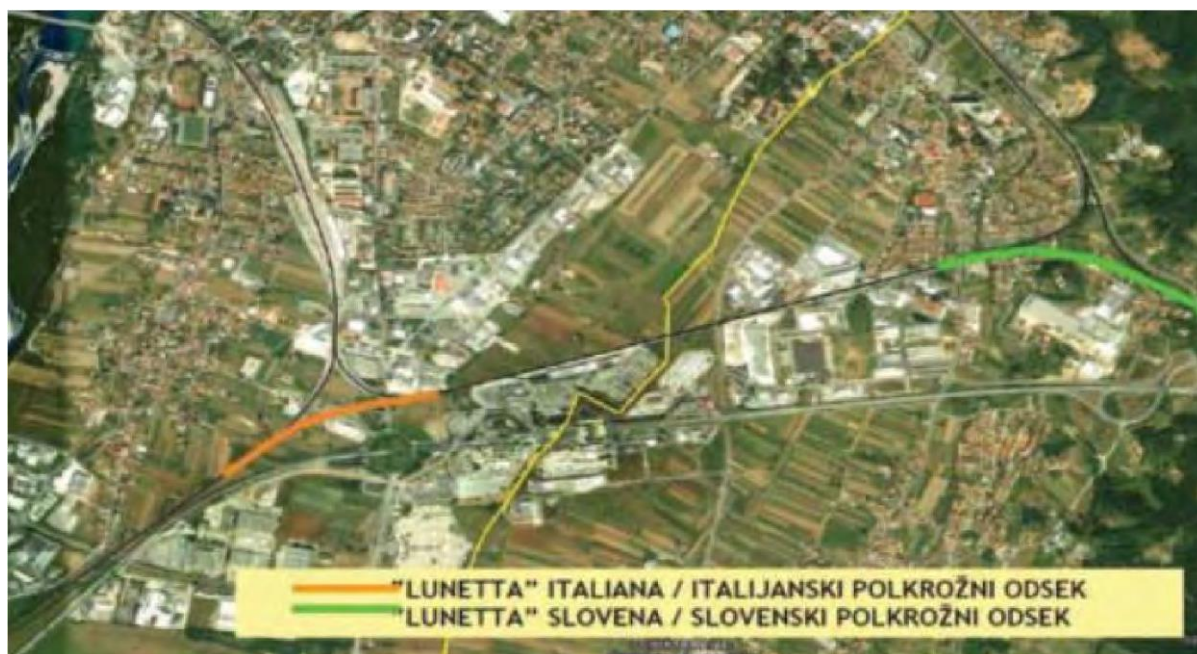 "LUNETTA" ITALIANA / ITALIJANSKI POLKROŽNI ODSEK
"LUNETTA" SLOVENA / SLOVENSKI POLKROŽNI ODSEK